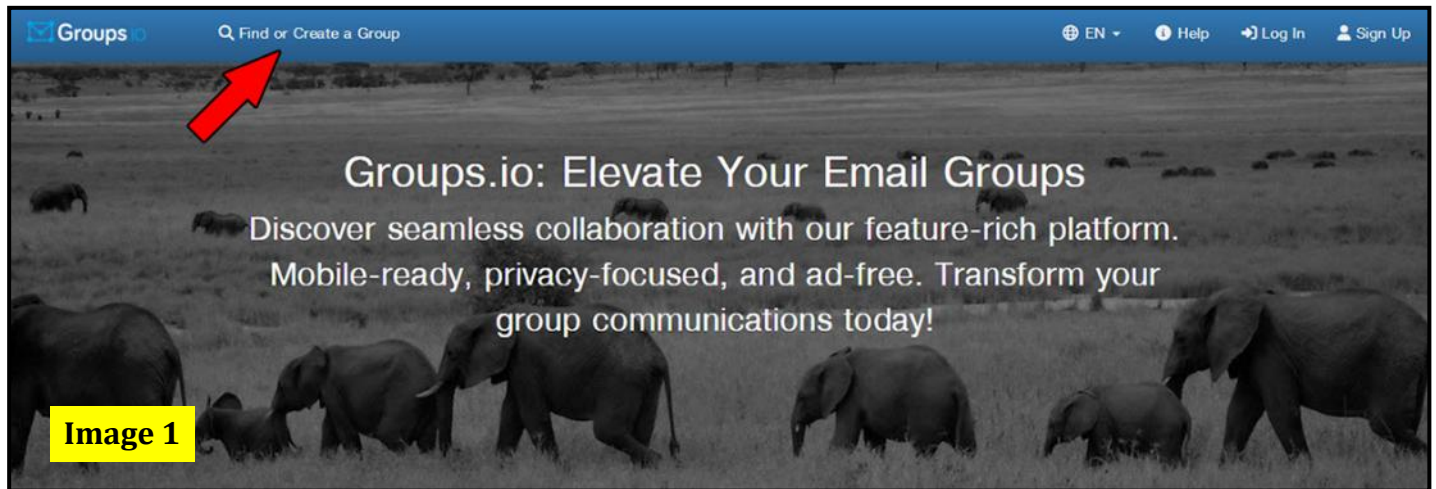 Groups io
Find or Create a Group
EN
Help
Log In
Sign Up
Groups.io: Elevate Your Email Groups
Discover seamless collaboration with our feature-rich platform.
Mobile-ready, privacy-focused, and ad-free. Transform your
group communications today!
Image 1